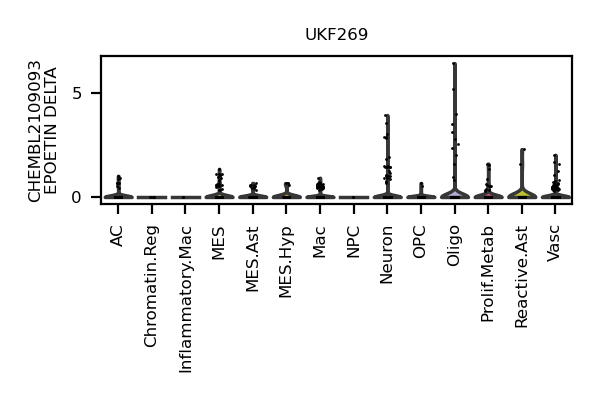 UKF269
CHEMBL2109093
EPOETIN DELTA
5
0
AC
Chromatin.Reg
Inflammatory.Mac
MES
MES.Ast
MES.Hyp
Mac
NPC
Neuron
OPC
Oligo
Prolif.Metab
Reactive.Ast
Vasc